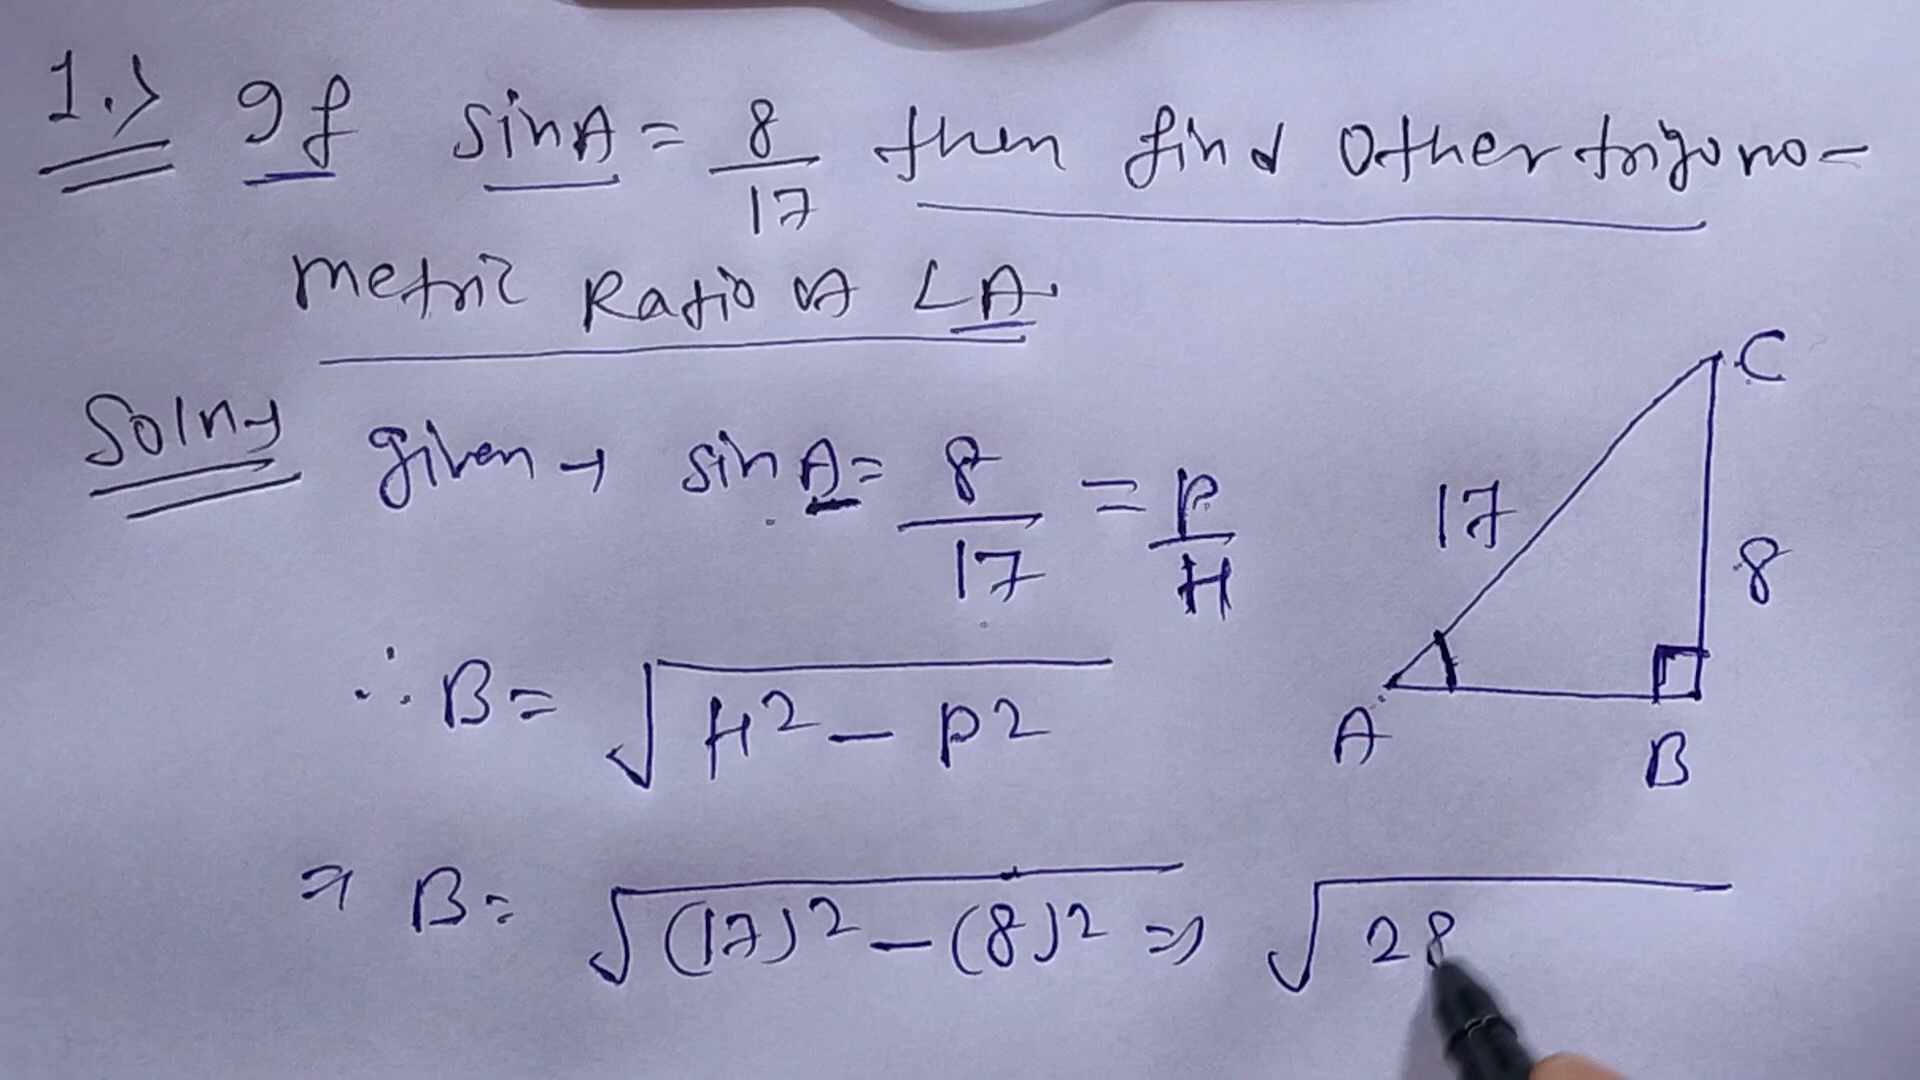 1.) If sinA = 8/17 then find other trigono-
metric Ratio of ∠A.
Soln→ given → sin A = 8/17 = P/H
∴ B = √(H² - P²)
⇒ B = √((17)² - (8)²) ⇒ √28
C
17
8
A
B